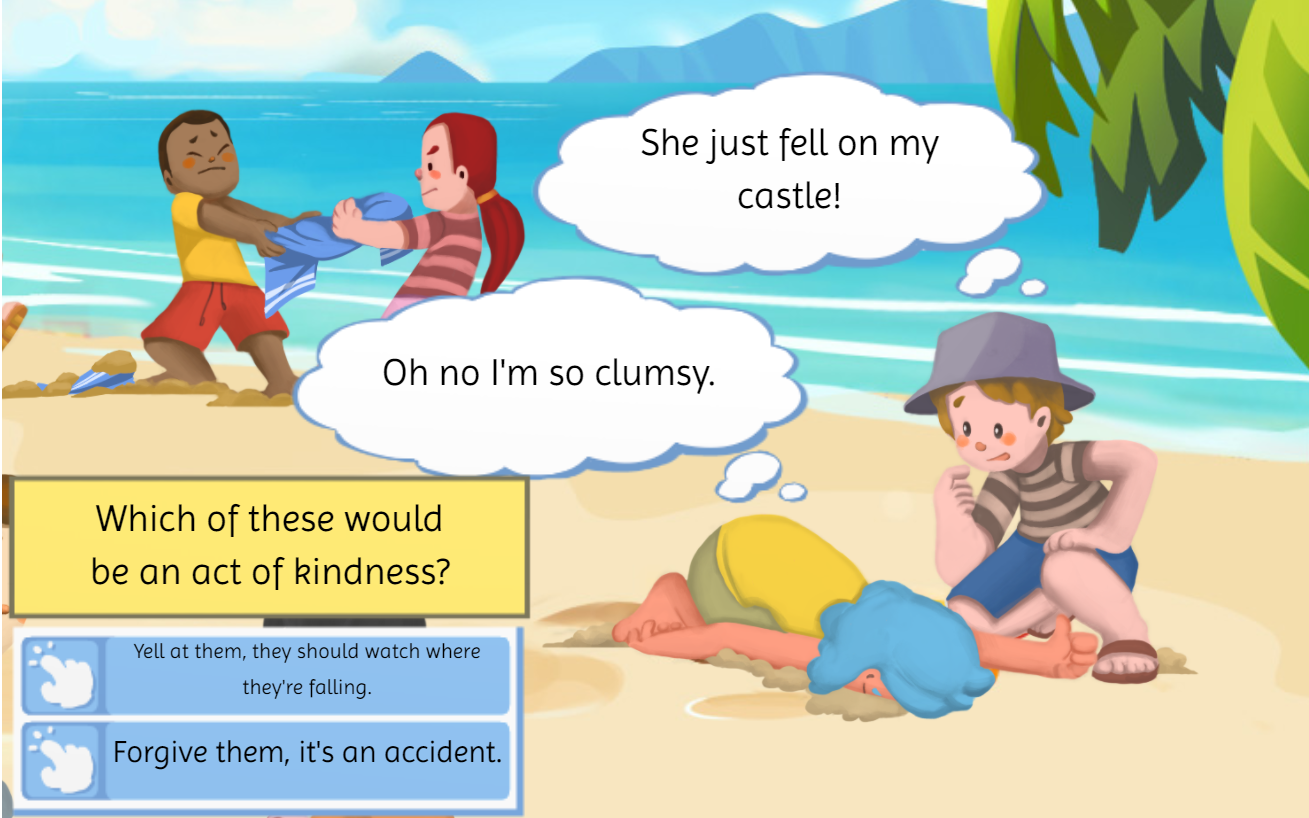 She just fell on my
castle!
Oh no I'm so clumsy.
Which of these would
be an act of kindness?
Yell at them, they should watch where
they're falling.
Forgive them, it's an accident.